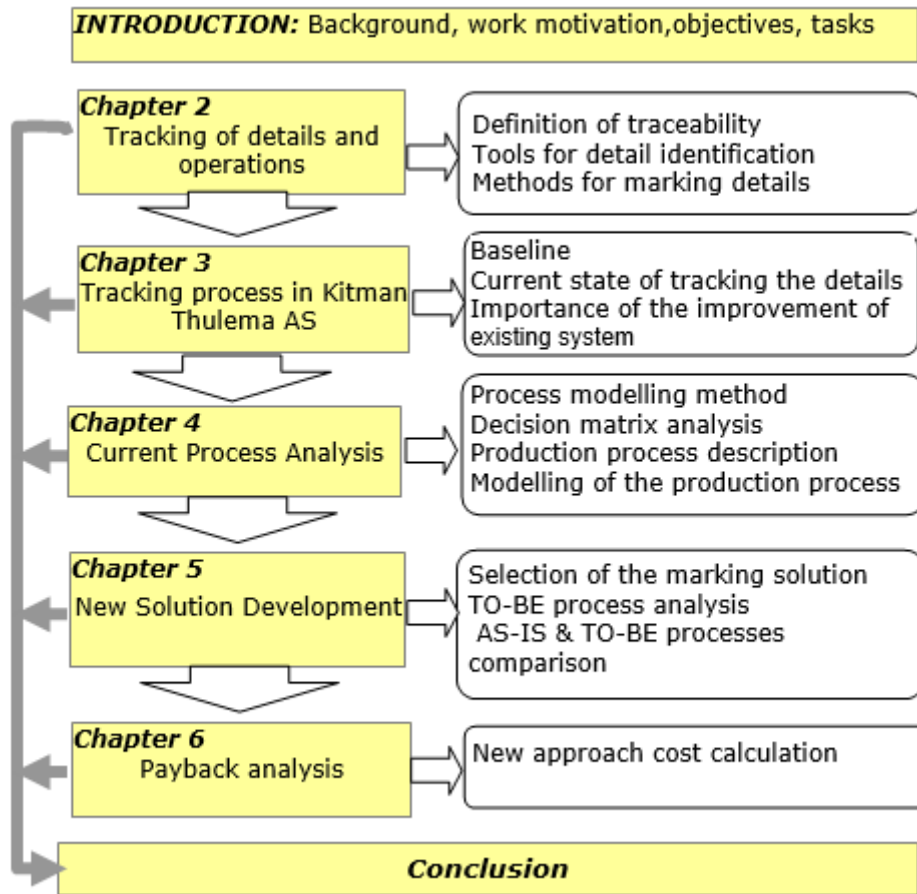 INTRODUCTION: Background, work motivation,objectives, tasks
Chapter 2
Tracking of details and
operations
Definition of traceability
Tools for detail identification
Methods for marking details
Chapter 3
Tracking process in Kitman
Thulema AS
Baseline
Current state of tracking the details
Importance of the improvement of
existing system
Chapter 4
Current Process Analysis
Process modelling method
Decision matrix analysis
Production process description
Modelling of the production process
Chapter 5
New Solution Development
Selection of the marking solution
TO-BE process analysis
AS-IS & TO-BE processes
comparison
Chapter 6
Payback analysis
New approach cost calculation
Conclusion